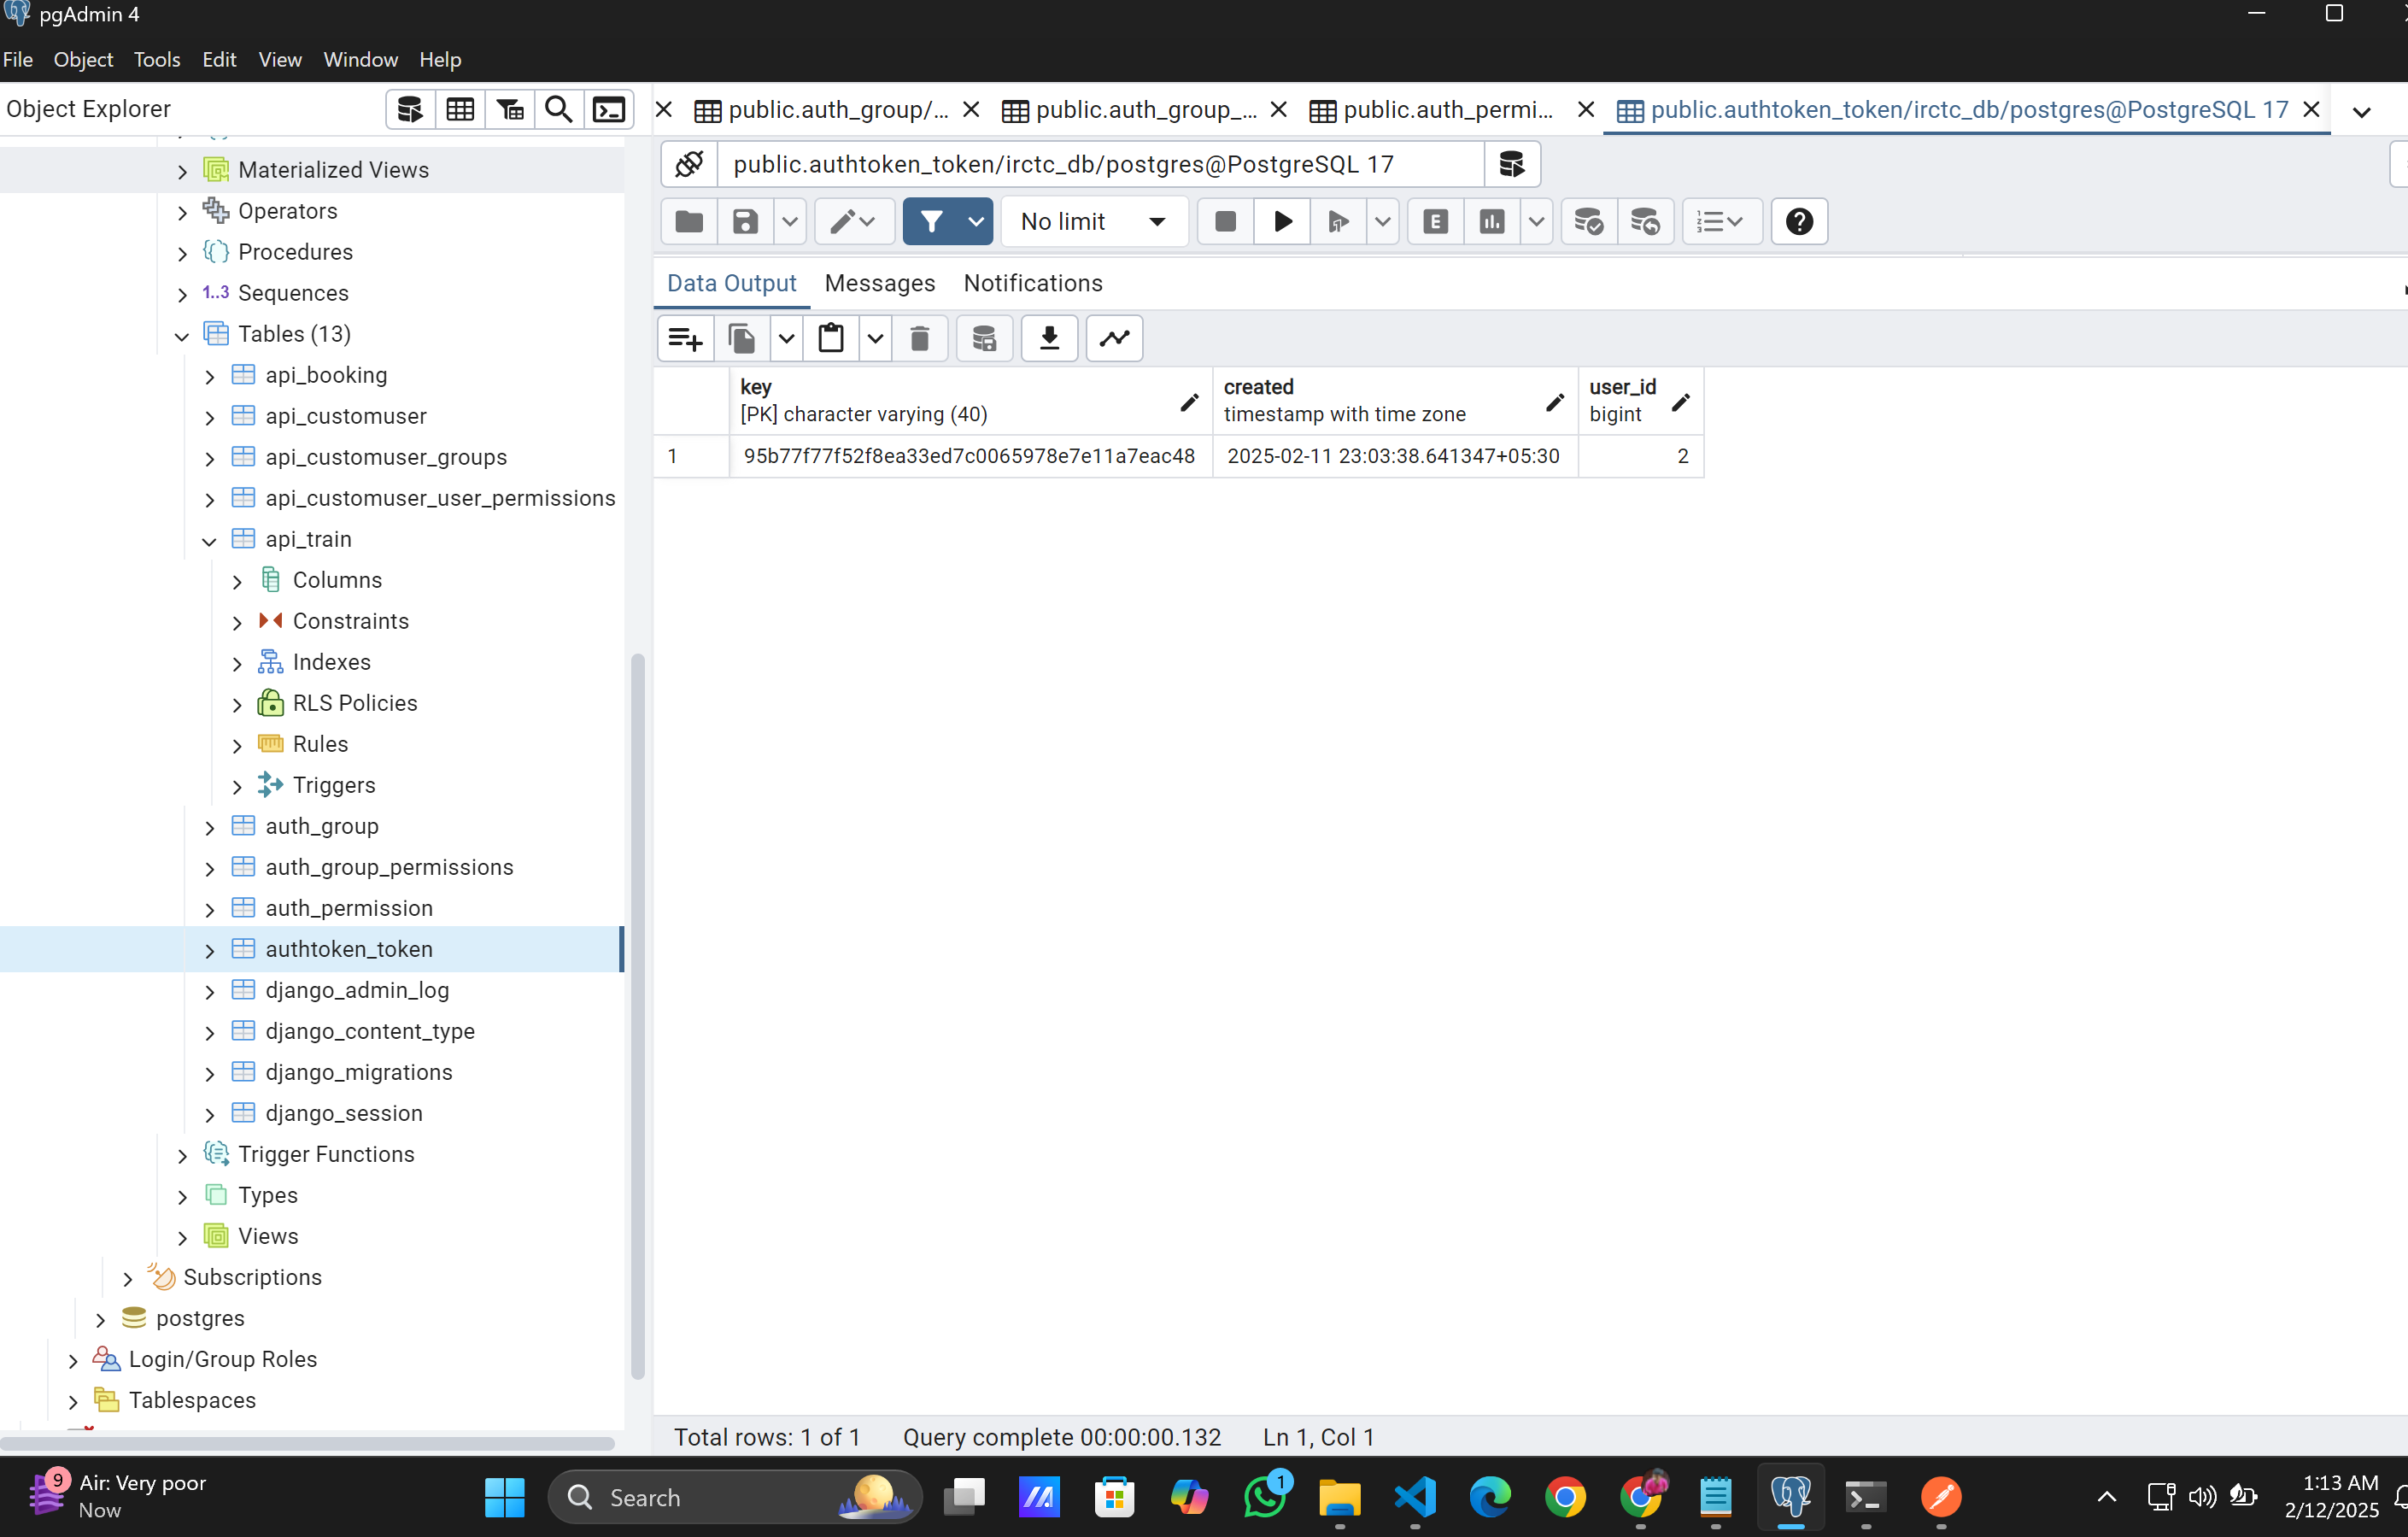 pgAdmin 4
File Object Tools Edit View Window Help
Object Explorer
public.auth_group/...
public.auth_group_...
public.auth_permi...
public.authtoken_token/irctc_db/postgres@PostgreSQL 17
public.authtoken_token/irctc_db/postgres@PostgreSQL 17
No limit
E
Data Output Messages Notifications
key
[PK] character varying (40)
created
timestamp with time zone
user_id
bigint
1 95b77f77f52f8ea33ed7c0065978e7e11a7eac48 2025-02-11 23:03:38.641347+05:30 2
Materialized Views
Operators
Procedures
1..3 Sequences
Tables (13)
api_booking
api_customuser
api_customuser_groups
api_customuser_user_permissions
api_train
Columns
Constraints
Indexes
RLS Policies
Rules
Triggers
auth_group
auth_group_permissions
auth_permission
authtoken_token
django_admin_log
django_content_type
django_migrations
django_session
Trigger Functions
Types
Views
Subscriptions
postgres
Login/Group Roles
Tablespaces
Total rows: 1 of 1 Query complete 00:00:00.132 Ln 1, Col 1
9
Air: Very poor
Now
Search
1
1:13 AM
2/12/2025